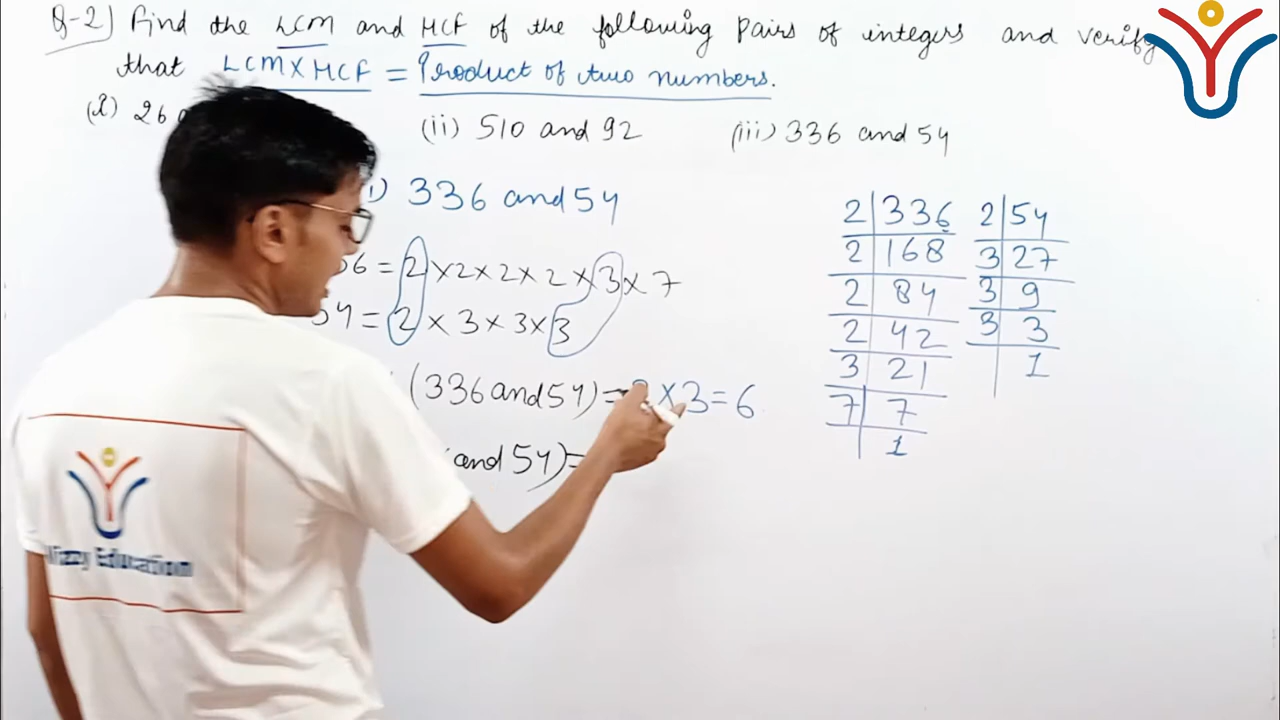 Q-2) Find the LCM and HCF of the following Pairs of integers and verify
that LCM X HCF = Product of two numbers.
(i) 26 (ii) 510 and 92 (iii) 336 and 54
336 and 54
= 2 × 2 × 2 × 2 × 3 × 7
54 = 2 × 3 × 3 × 3
(336 and 54) = × 3 = 6
and 54) =
2 | 336
2 | 168
2 | 84
2 | 42
3 | 21
7 | 7
1
2 | 54
3 | 27
3 | 9
3 | 3
1
Wizzy Education